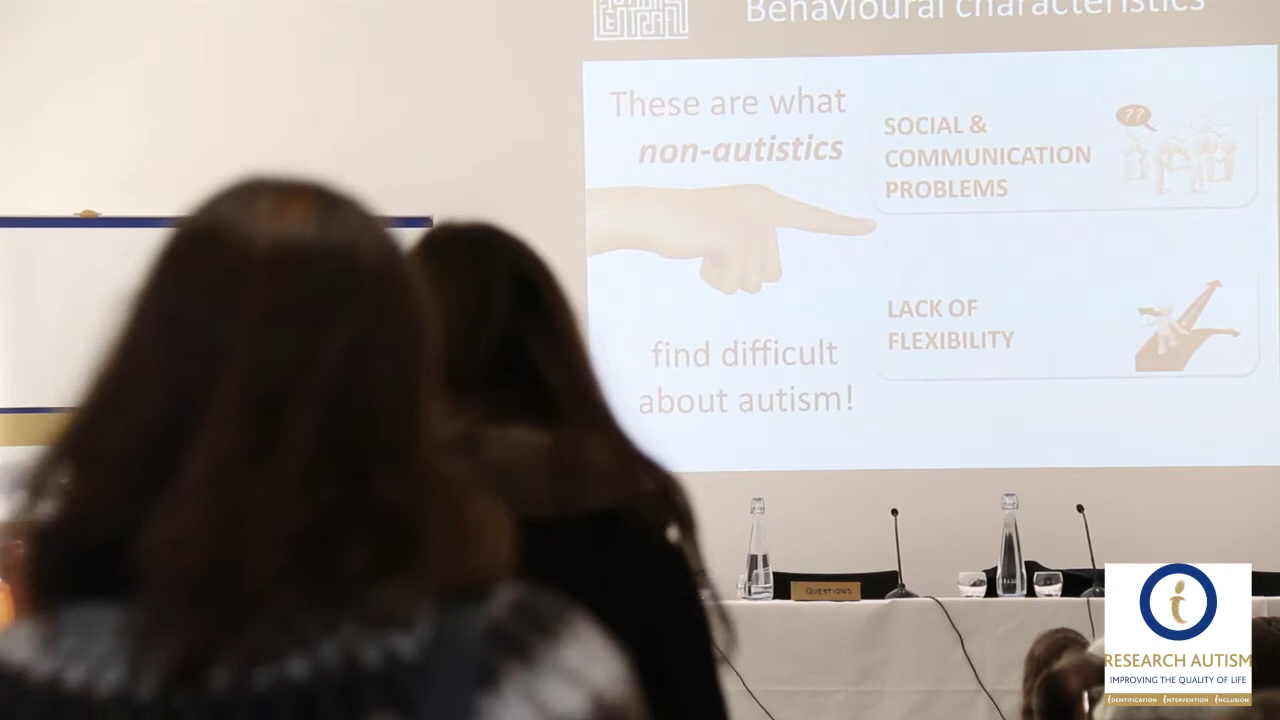 Behavioural characteristics
These are what
non-autistics
find difficult
about autism!
SOCIAL &
COMMUNICATION
PROBLEMS
??
LACK OF
FLEXIBILITY
QUESTIONS
i
RESEARCH AUTISM
IMPROVING THE QUALITY OF LIFE
iDENTIFICATION iNTERVENTION iNCLUSION